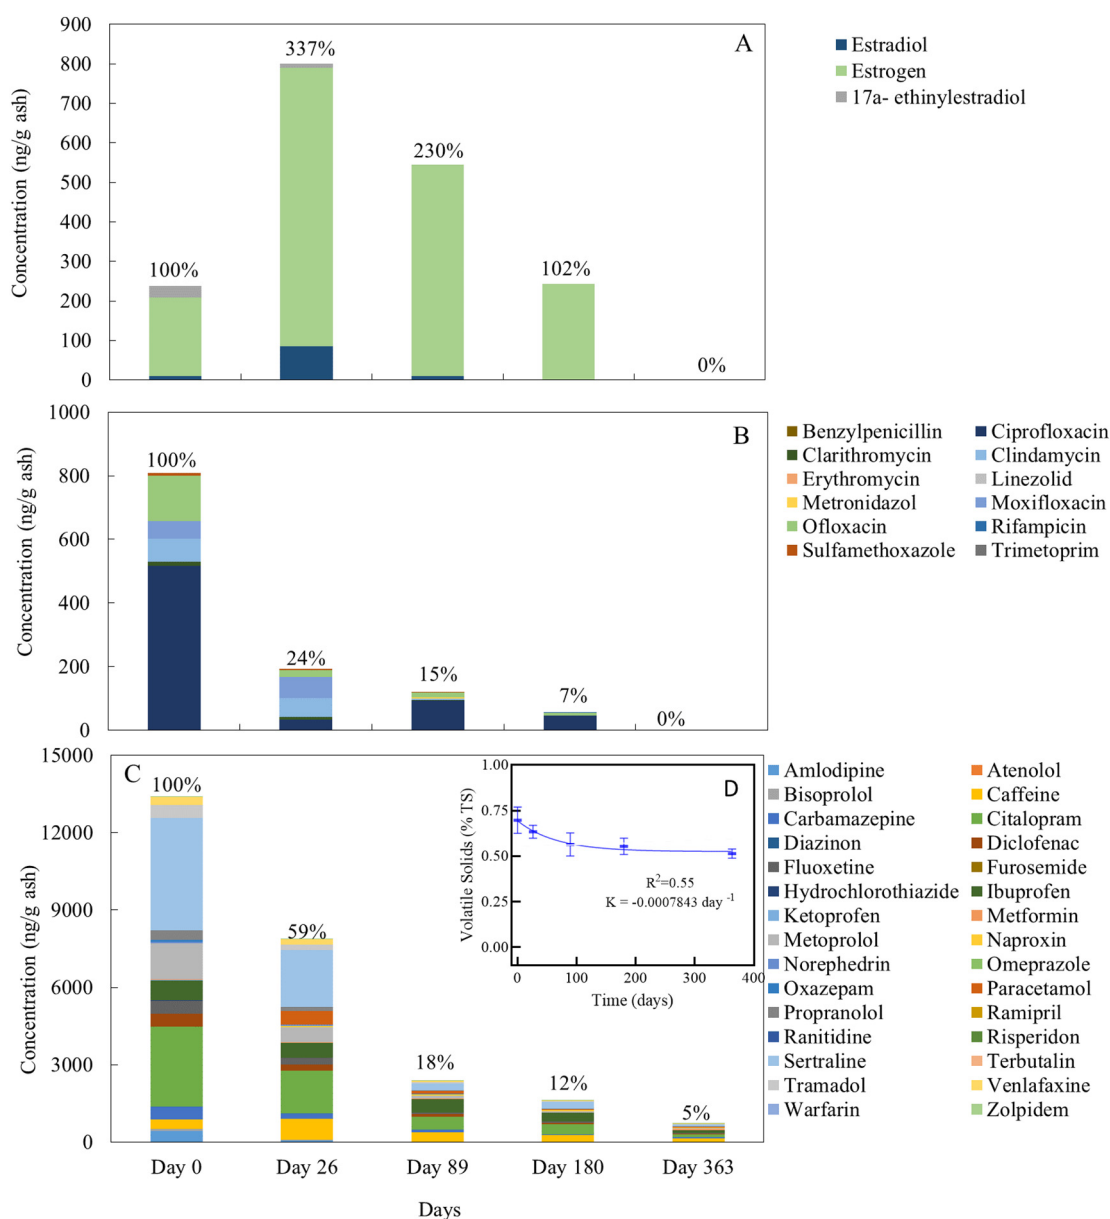 A
900
800
700
600
500
400
300
200
100
0
Concentration (ng/g ash)
100%
337%
230%
102%
0%
Estradiol
Estrogen
17a- ethinylestradiol
B
1000
800
600
400
200
0
Concentration (ng/g ash)
100%
24%
15%
7%
0%
Benzylpenicillin Ciprofloxacin
Clarithromycin Clindamycin
Erythromycin Linezolid
Metronidazol Moxifloxacin
Ofloxacin Rifampicin
Sulfamethoxazole Trimetoprim
C
15000
12000
9000
6000
3000
0
Concentration (ng/g ash)
100%
59%
18%
12%
5%
Day 0 Day 26 Day 89 Day 180 Day 363
Days
D
1.00
0.75
0.50
0.25
0.00
Volatile Solids (% TS)
R2=0.55
K = -0.0007843 day -1
0 100 200 300 400
Time (days)
Amlodipine Atenolol
Bisoprolol Caffeine
Carbamazepine Citalopram
Diazinon Diclofenac
Fluoxetine Furosemide
Hydrochlorothiazide Ibuprofen
Ketoprofen Metformin
Metoprolol Naproxin
Norephedrin Omeprazole
Oxazepam Paracetamol
Propranolol Ramipril
Ranitidine Risperidon
Sertraline Terbutalin
Tramadol Venlafaxine
Warfarin Zolpidem